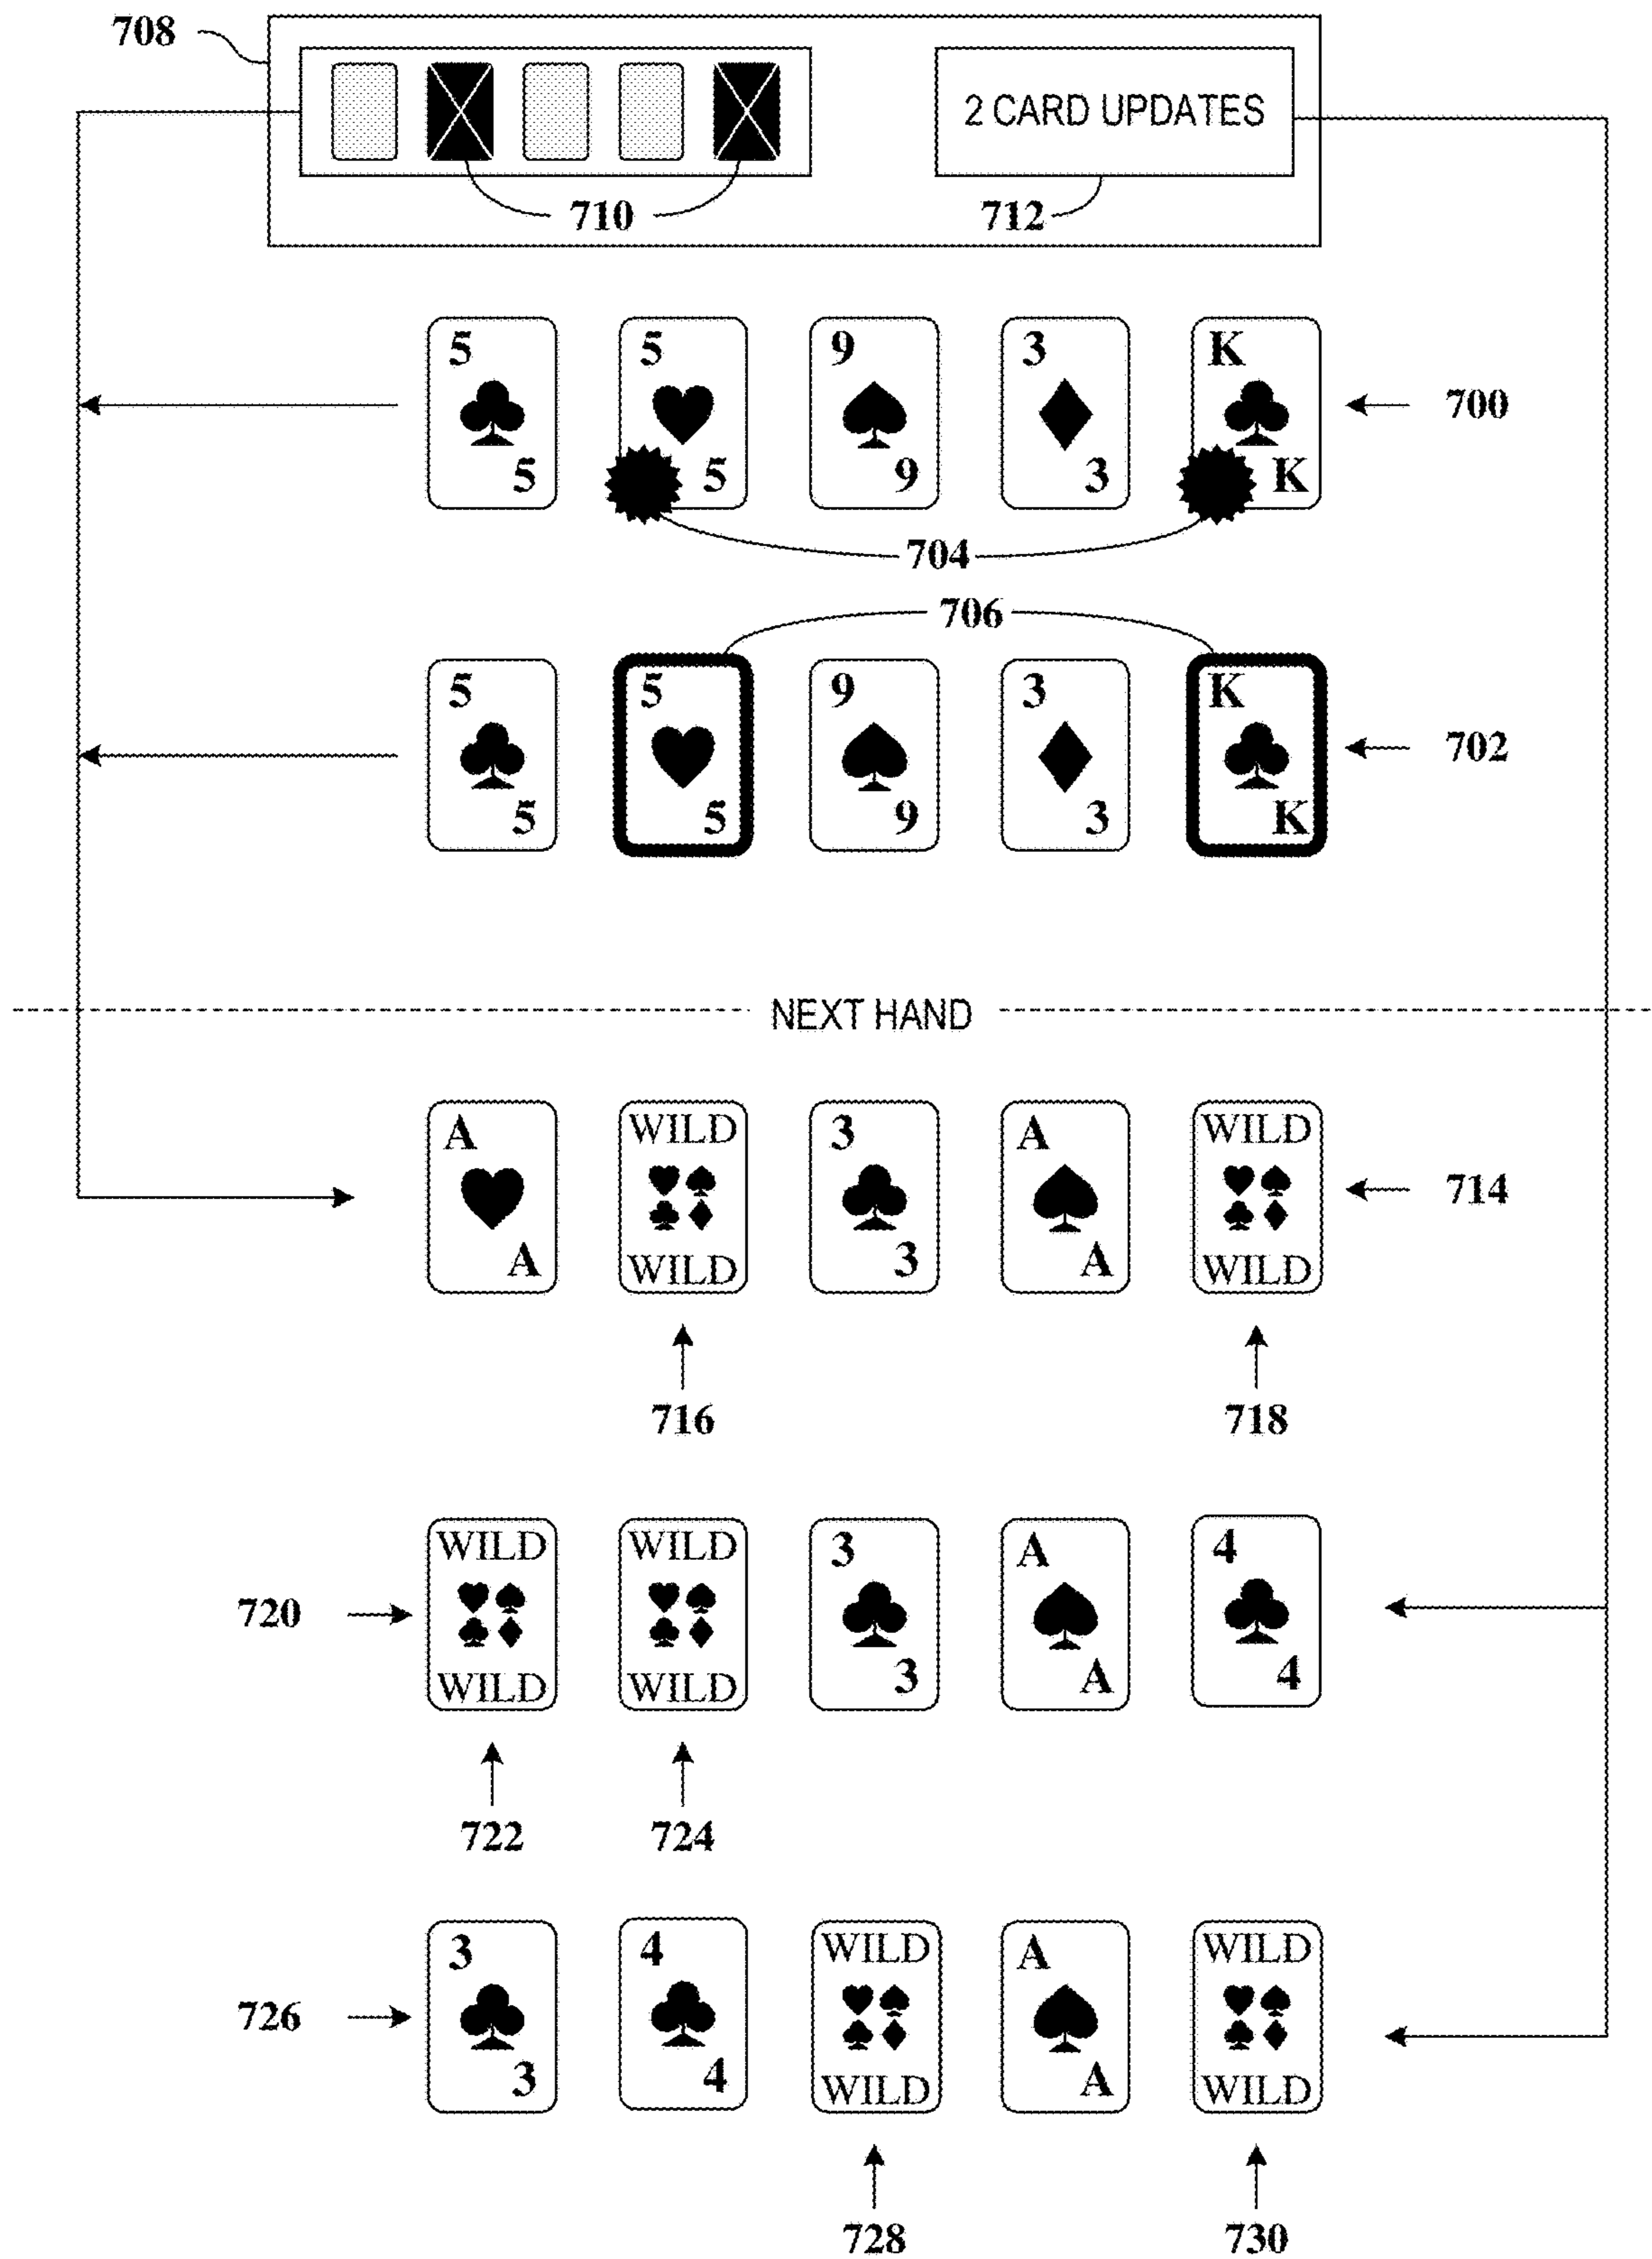 708
2 CARD UPDATES
710
712
5 5 9 3 K
700
5 5 9 3 K
704
706
5 5 9 3 K
702
5 5 9 3 K
NEXT HAND
A WILD 3 A WILD
714
A WILD 3 A WILD
716 718
WILD WILD 3 A 4
720
WILD WILD 3 A 4
722 724
3 4 WILD A WILD
726
3 4 WILD A WILD
728 730